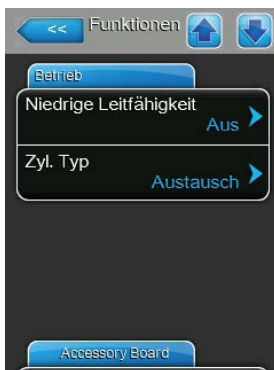 << Funktionen
Betrieb
Niedrige Leitfähigkeit
Aus
Zyl. Typ
Austausch
Accessory Board